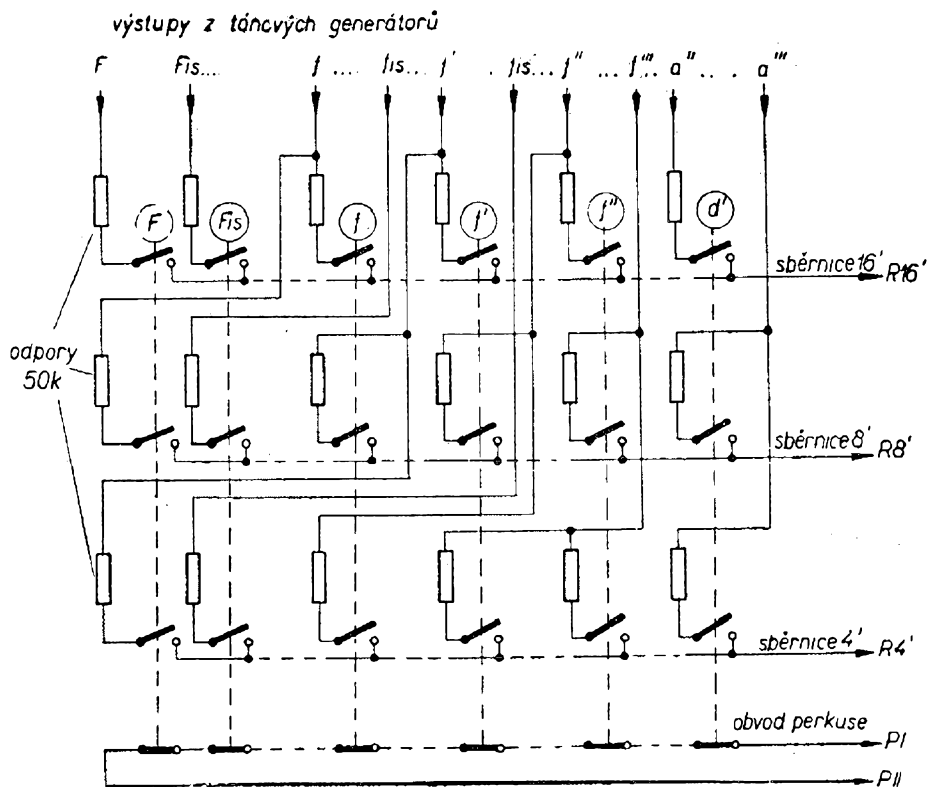 výstupy z tónových generátorů
F Fis.... f .... fis... f' . fis'... f'' ... f'''... a''... . a'''
F Fis f f' f'' d'
sběrnice 16' R16'
odpory
50k
sběrnice 8' R8'
sběrnice 4' R4'
obvod perkuse PI
PII